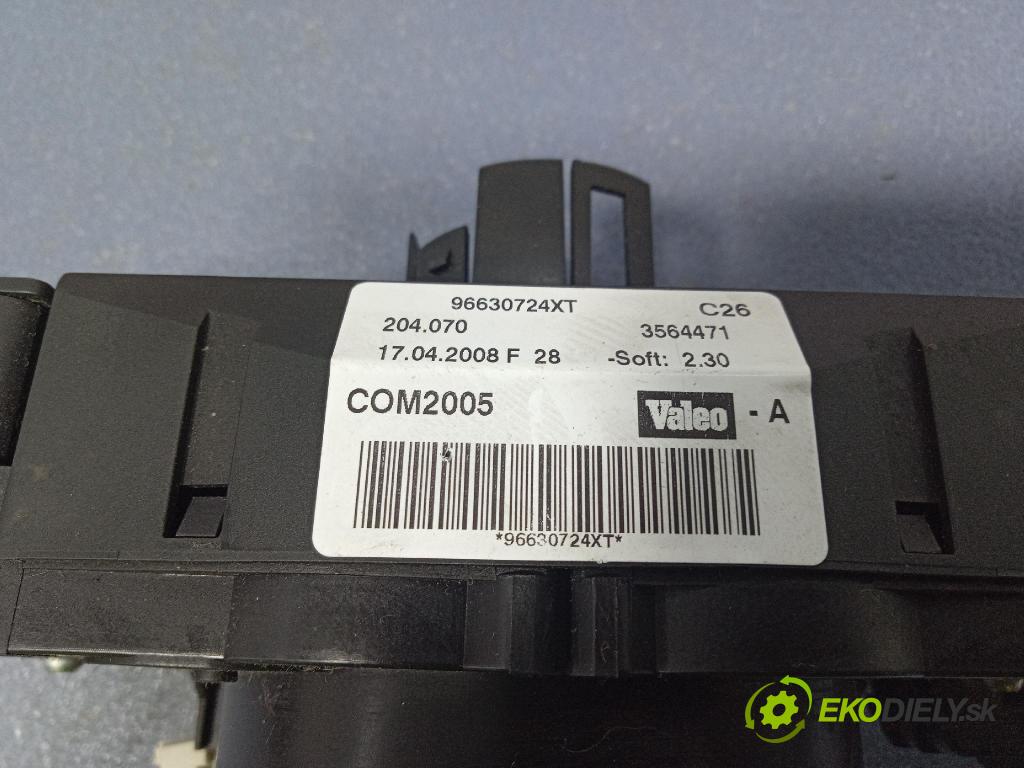 96630724XT C26
204.070 3564471
17.04.2008 F 28 -Soft: 2.30
COM2005 Valeo - A
*96630724XT*
EKODIELY.sk